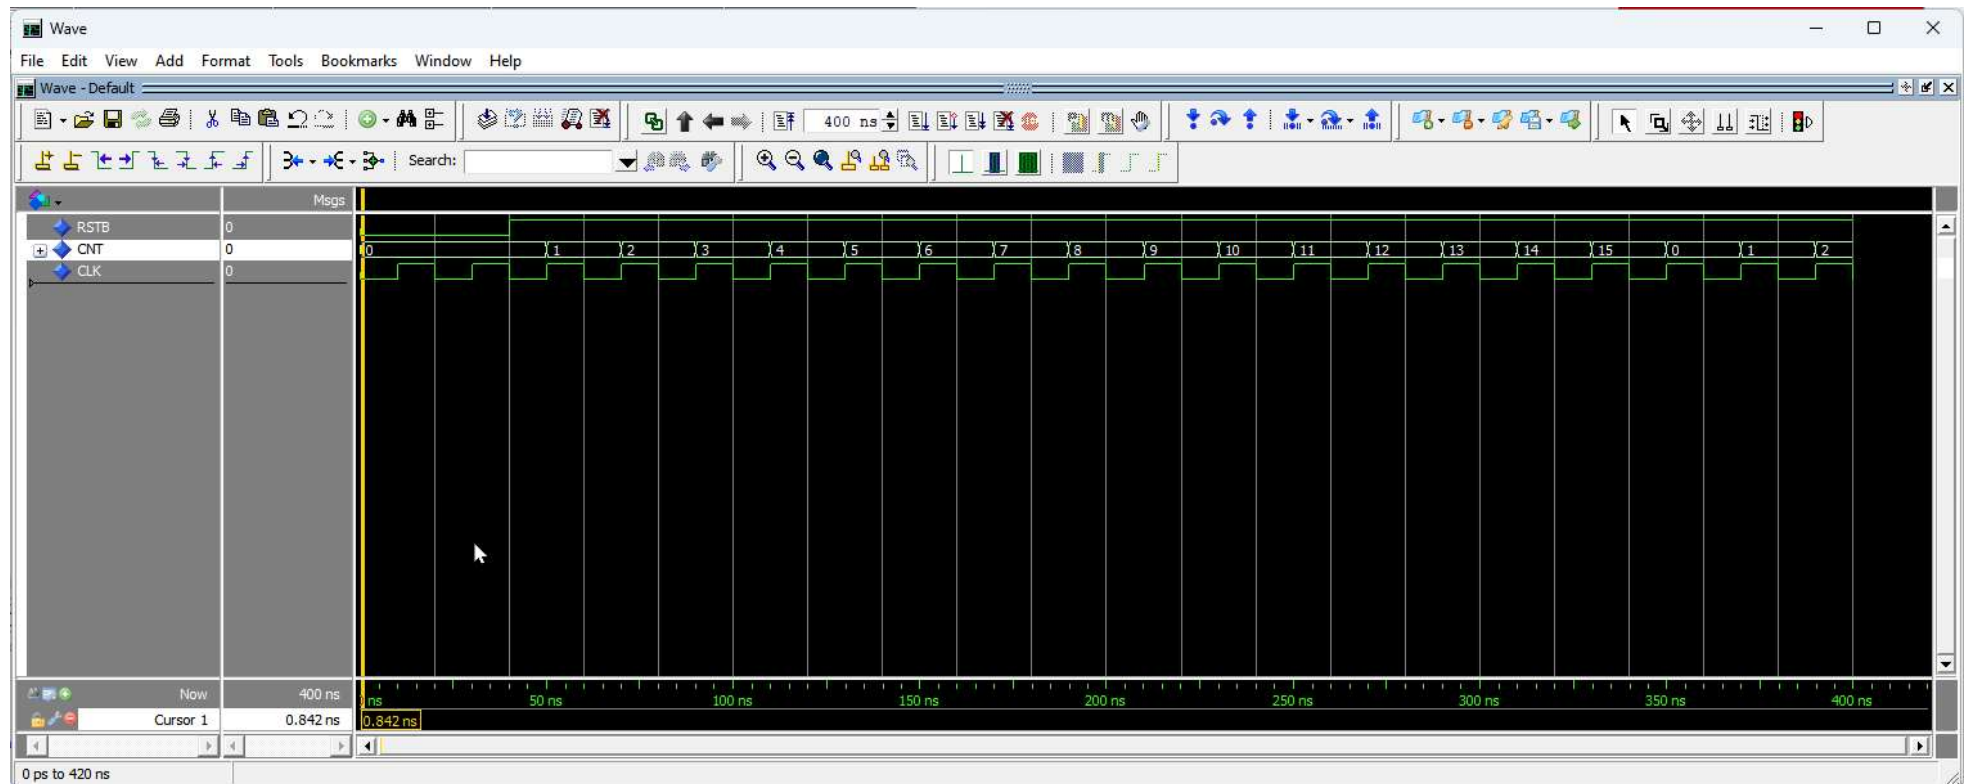 Wave
File Edit View Add Format Tools Bookmarks Window Help
Wave - Default
400 ns
Search:
Msgs
RSTB 0
CNT 0 0 1 2 3 4 5 6 7 8 9 10 11 12 13 14 15 0 1 2
CLK 0
Now 400 ns ns 50 ns 100 ns 150 ns 200 ns 250 ns 300 ns 350 ns 400 ns
Cursor 1 0.842 ns 0.842 ns
0 ps to 420 ns